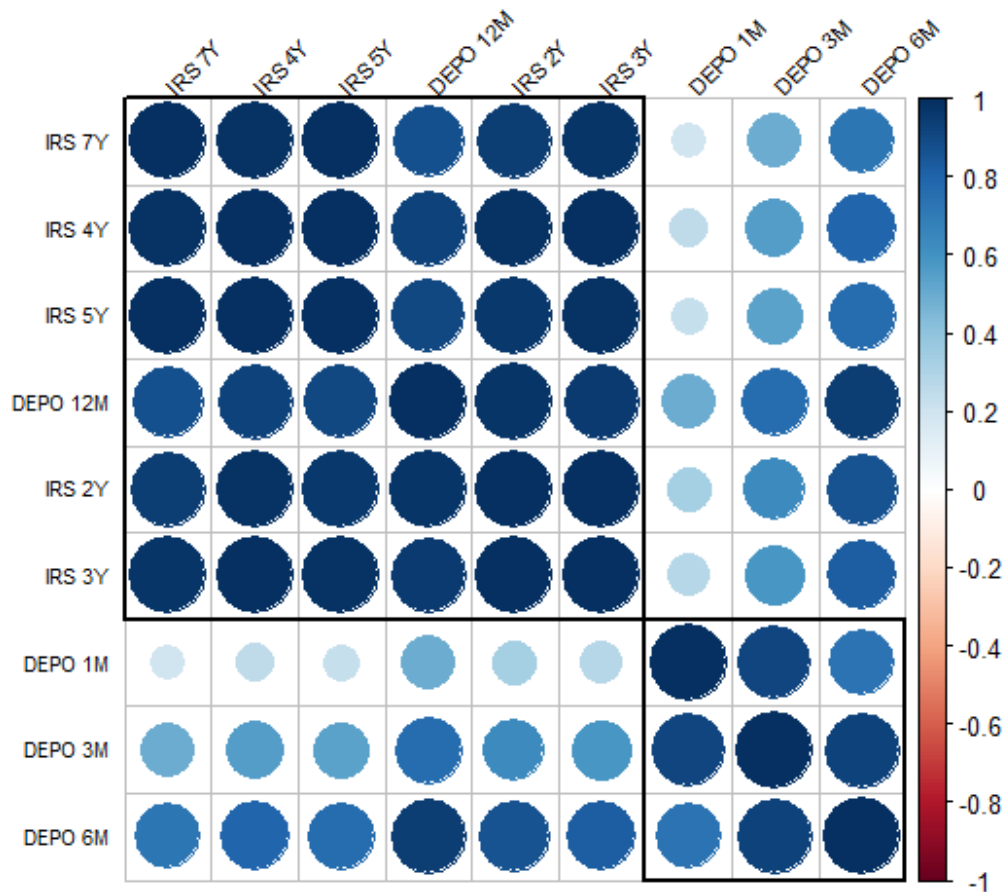 IRS 7Y
IRS 4Y
IRS 5Y
DEPO 12M
IRS 2Y
IRS 3Y
DEPO 1M
DEPO 3M
DEPO 6M
IRS 7Y
IRS 4Y
IRS 5Y
DEPO 12M
IRS 2Y
IRS 3Y
DEPO 1M
DEPO 3M
DEPO 6M
1
0.8
0.6
0.4
0.2
0
-0.2
-0.4
-0.6
-0.8
-1